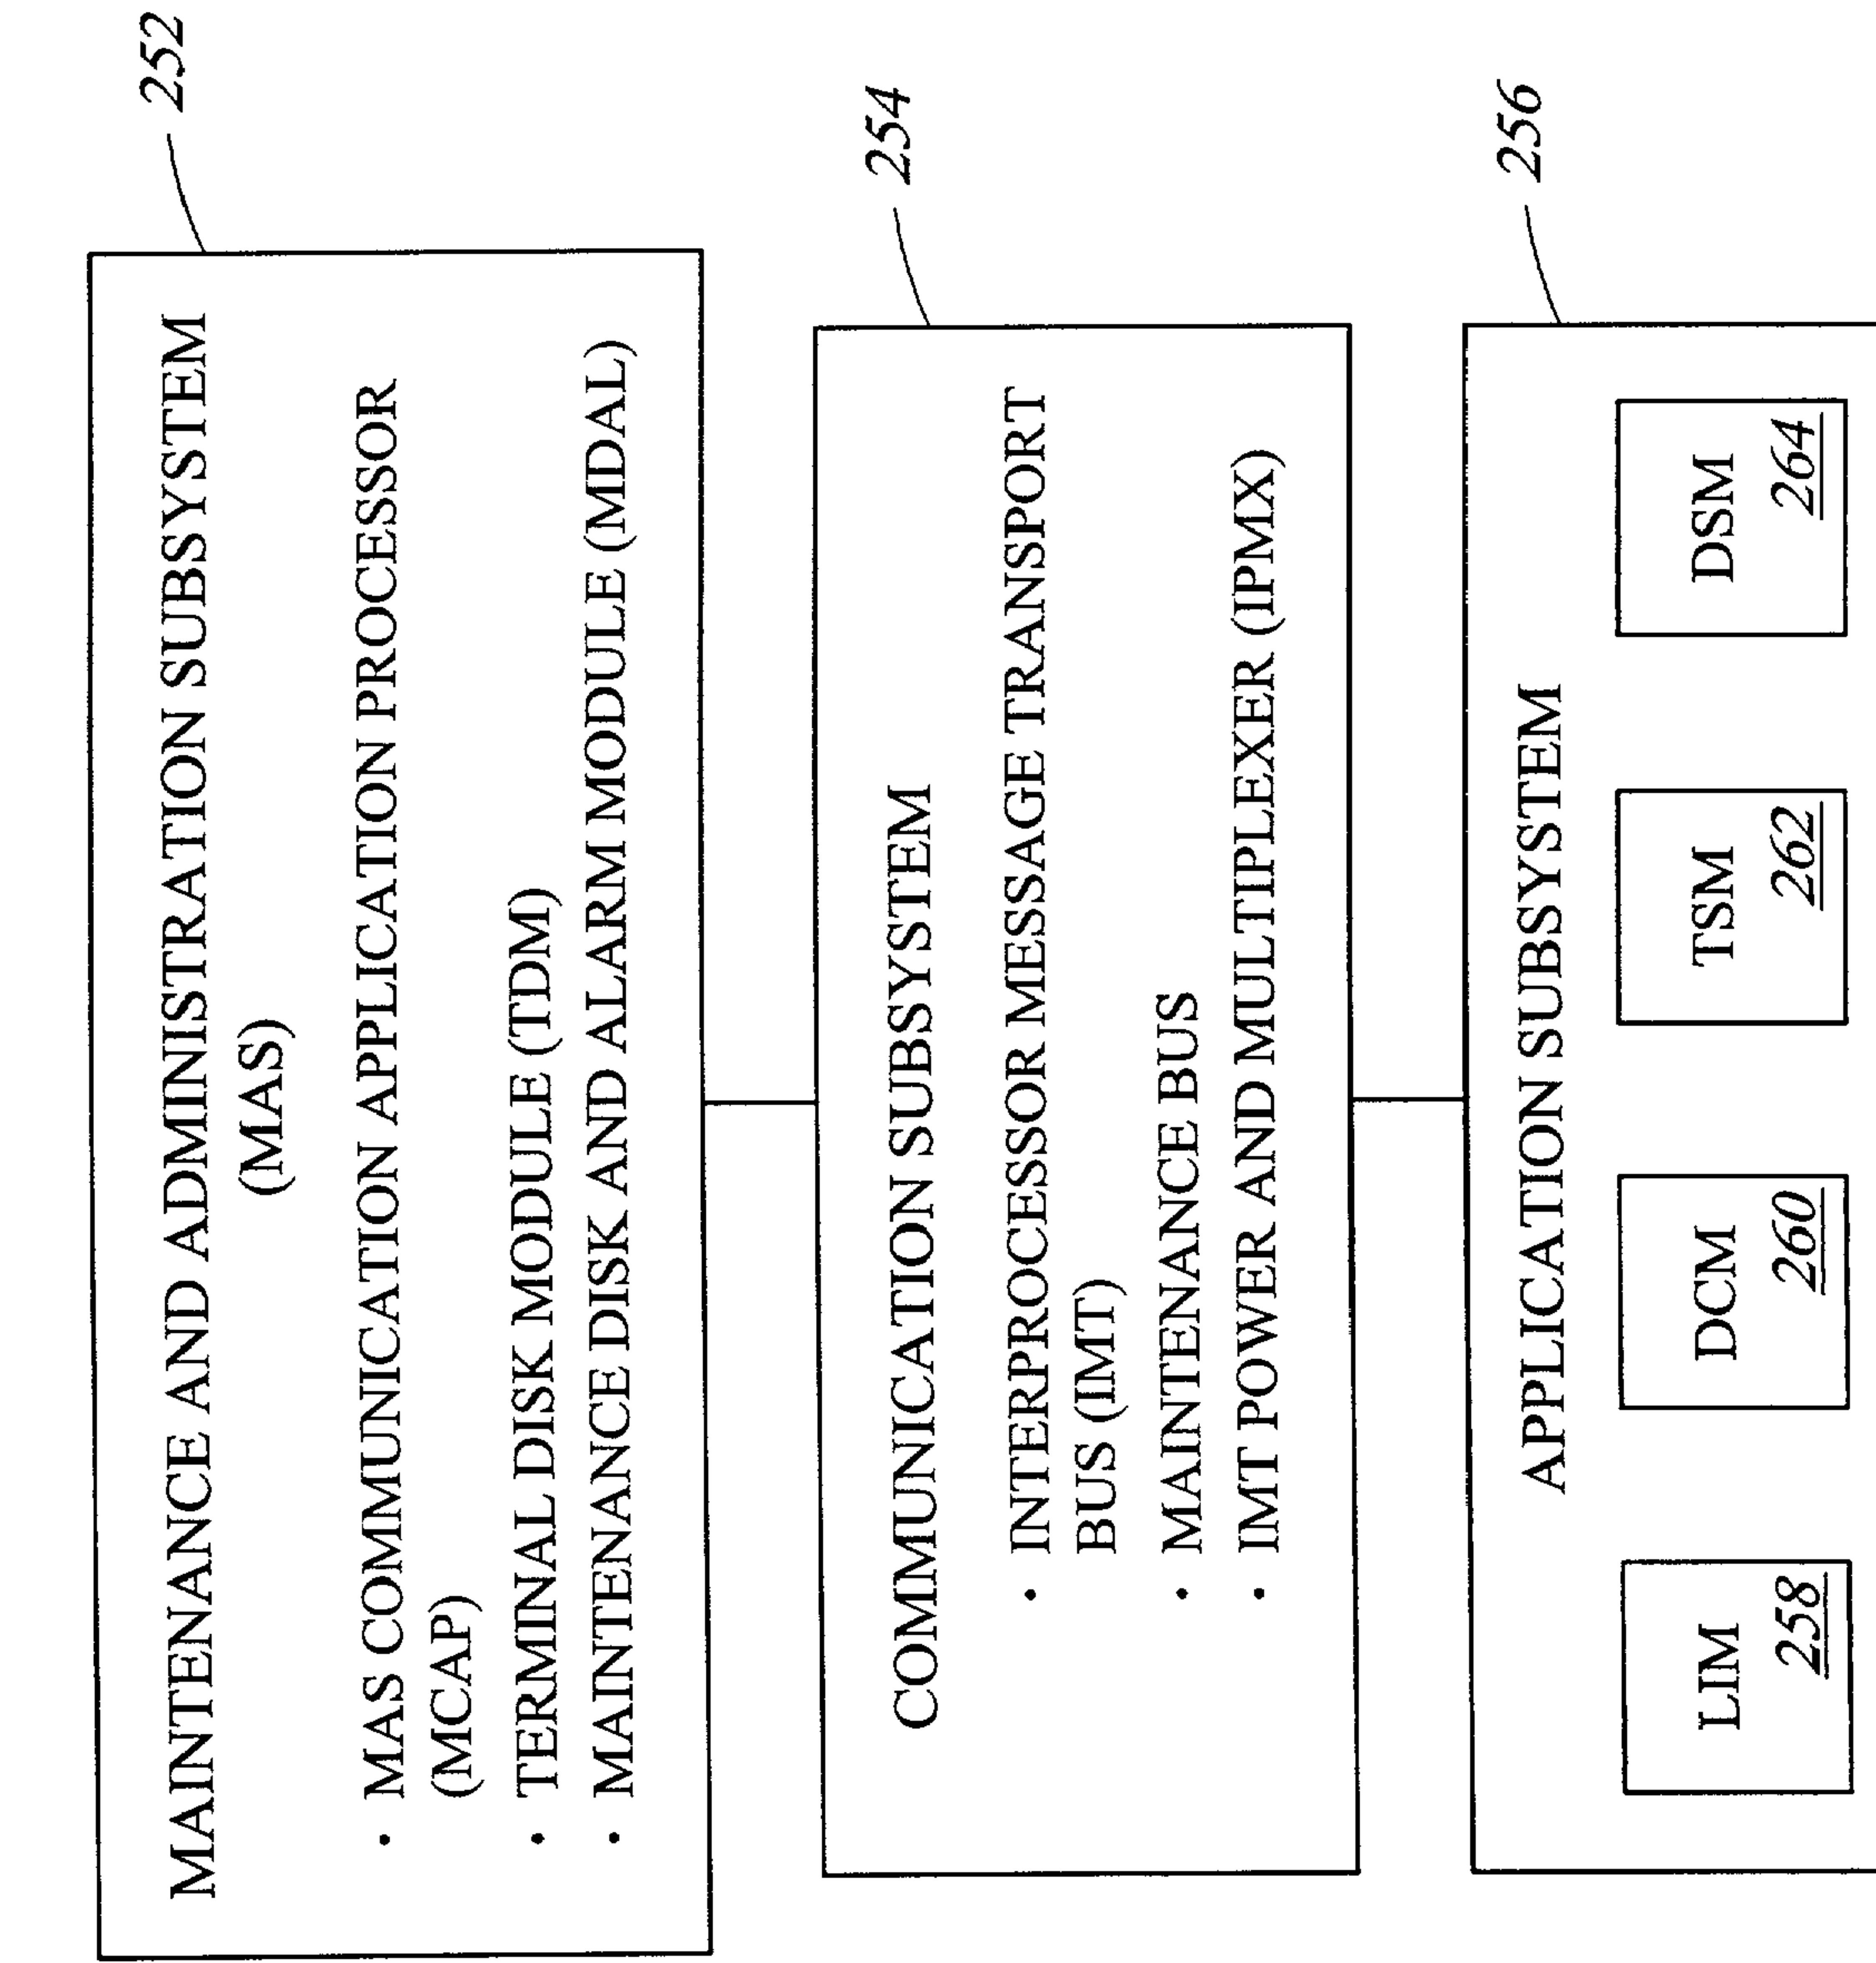 252
MAINTENANCE AND ADMINISTRATION SUBSYSTEM
(MAS)
• MAS COMMUNICATION APPLICATION PROCESSOR
(MCAP)
• TERMINAL DISK MODULE (TDM)
• MAINTENANCE DISK AND ALARM MODULE (MDAL)
254
COMMUNICATION SUBSYSTEM
• INTERPROCESSOR MESSAGE TRANSPORT
BUS (IMT)
• MAINTENANCE BUS
• IMT POWER AND MULTIPLEXER (IPMX)
256
APPLICATION SUBSYSTEM
LIM
258
DCM
260
TSM
262
DSM
264